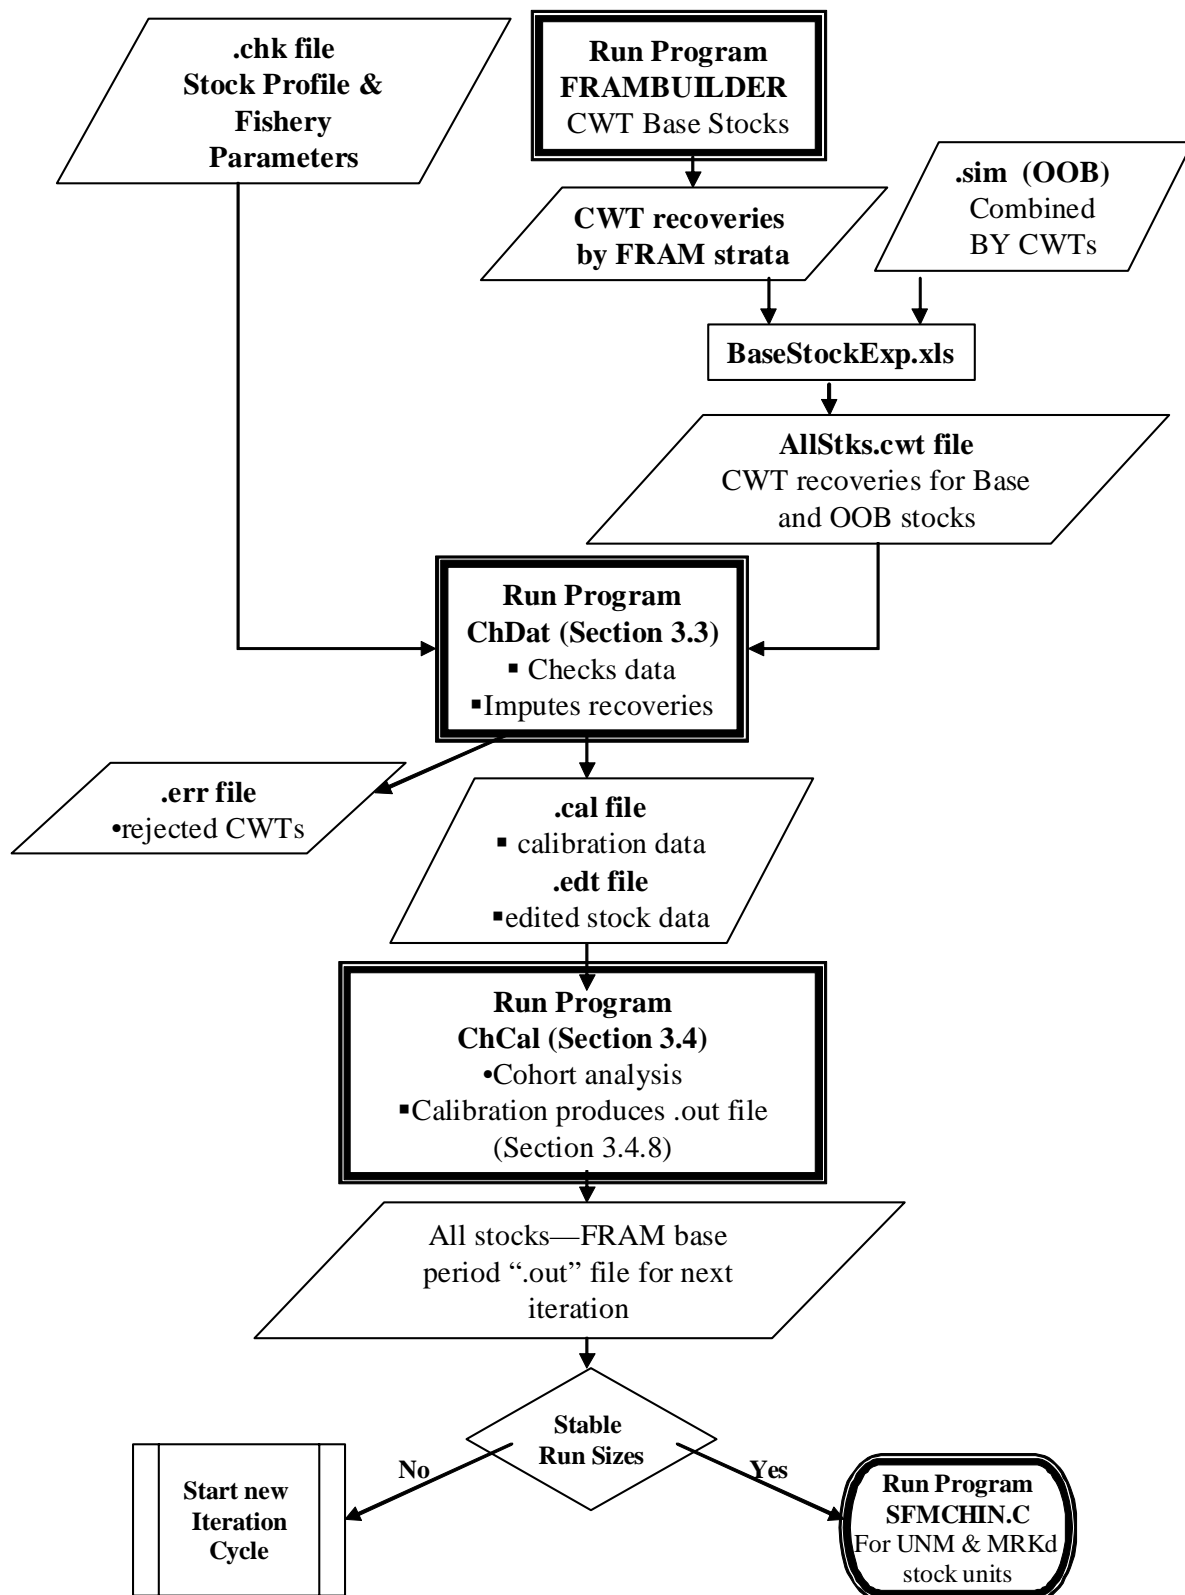 .chk file
Stock Profile &
Fishery
Parameters
Run Program
FRAMBUILDER
CWT Base Stocks
.sim (OOB)
Combined
BY CWTs
CWT recoveries
by FRAM strata
BaseStockExp.xls
AllStks.cwt file
CWT recoveries for Base
and OOB stocks
Run Program
ChDat (Section 3.3)
▪ Checks data
▪Imputes recoveries
.err file
•rejected CWTs
.cal file
▪ calibration data
.edt file
▪edited stock data
Run Program
ChCal (Section 3.4)
•Cohort analysis
▪Calibration produces .out file
(Section 3.4.8)
All stocks—FRAM base
period “.out” file for next
iteration
Stable
Run Sizes
No
Yes
Start new
Iteration
Cycle
Run Program
SFMCHIN.C
For UNM & MRKd
stock units